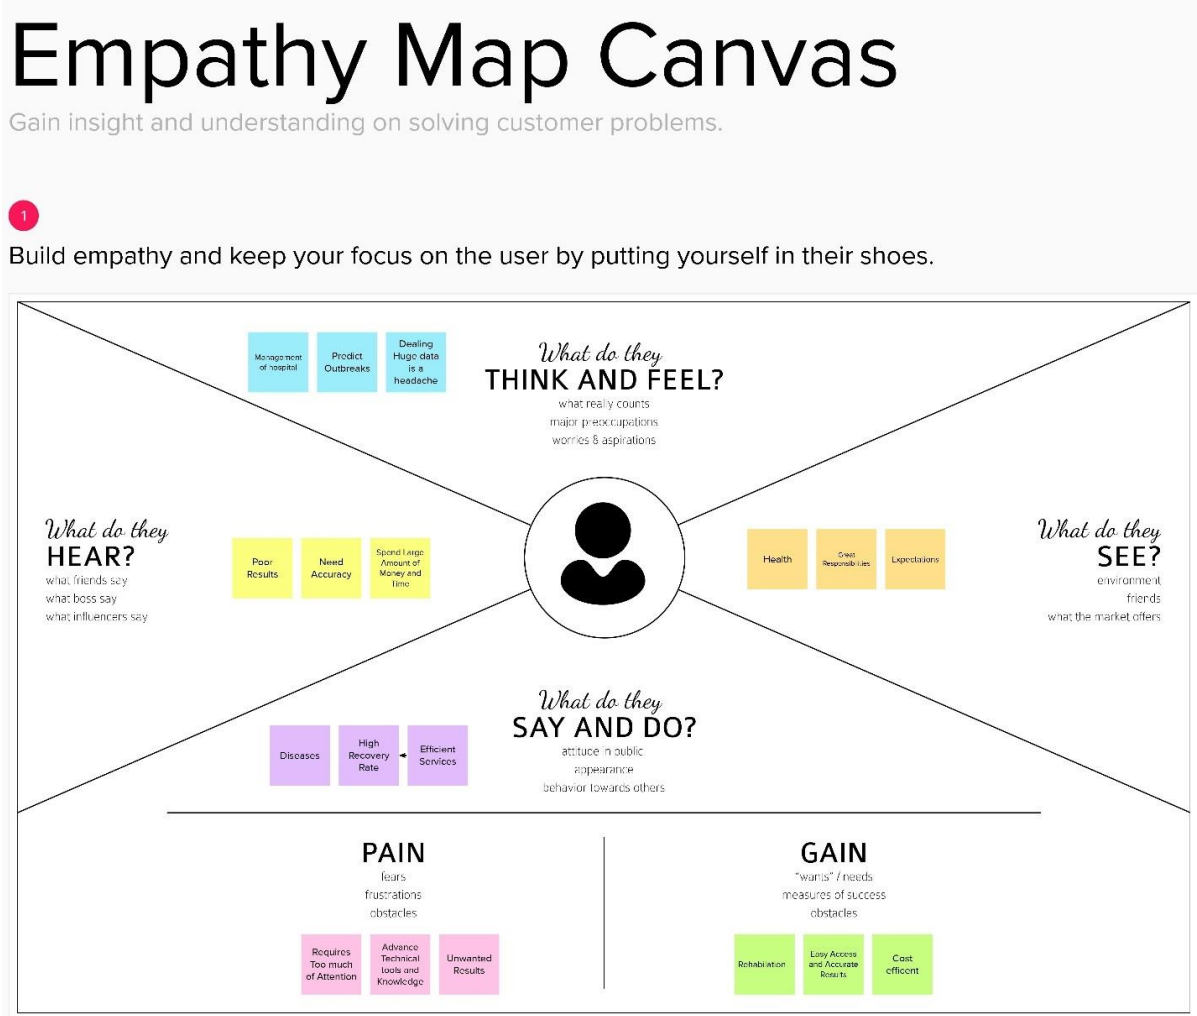 Empathy Map Canvas
Gain insight and understanding on solving customer problems.
1
Build empathy and keep your focus on the user by putting yourself in their shoes.
What do they
THINK AND FEEL?
what really counts
major preoccupations
worries & aspirations
Management
of hospital
Predict
Outbreaks
Dealing
Huge data
is a
headache
What do they
HEAR?
what friends say
what boss say
what influencers say
Poor
Results
Need
Accuracy
Spend Large
Amount of
Money and
Time
Health
Great
Responsibilities
Expectations
What do they
SEE?
environment
friends
what the market offers
What do they
SAY AND DO?
attitude in public
appearance
behavior towards others
Diseases
High
Recovery
Rate
Efficient
Services
PAIN
fears
frustrations
obstacles
Requires
Too much
of Attention
Advance
Technical
tools and
Knowledge
Unwanted
Results
GAIN
"wants" / needs
measures of success
obstacles
Rehabilation
Easy Access
and Accurate
Results
Cost
efficent